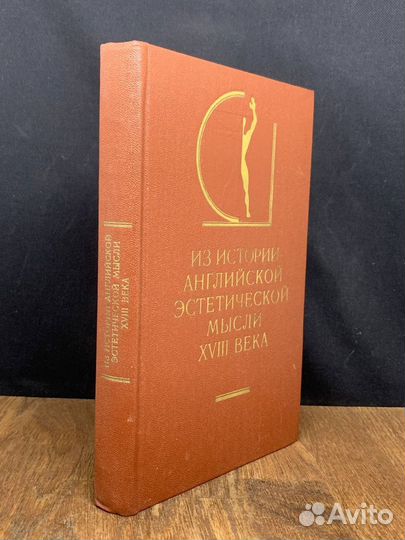 ИЗ ИСТОРИИ
АНГЛИЙСКОЙ
ЭСТЕТИЧЕСКОЙ
МЫСЛИ
XVIII ВЕКА
ИЗ ИСТОРИИ АНГЛИЙСКОЙ
ЭСТЕТИЧЕСКОЙ МЫСЛИ
XVIII ВЕКА
Avito